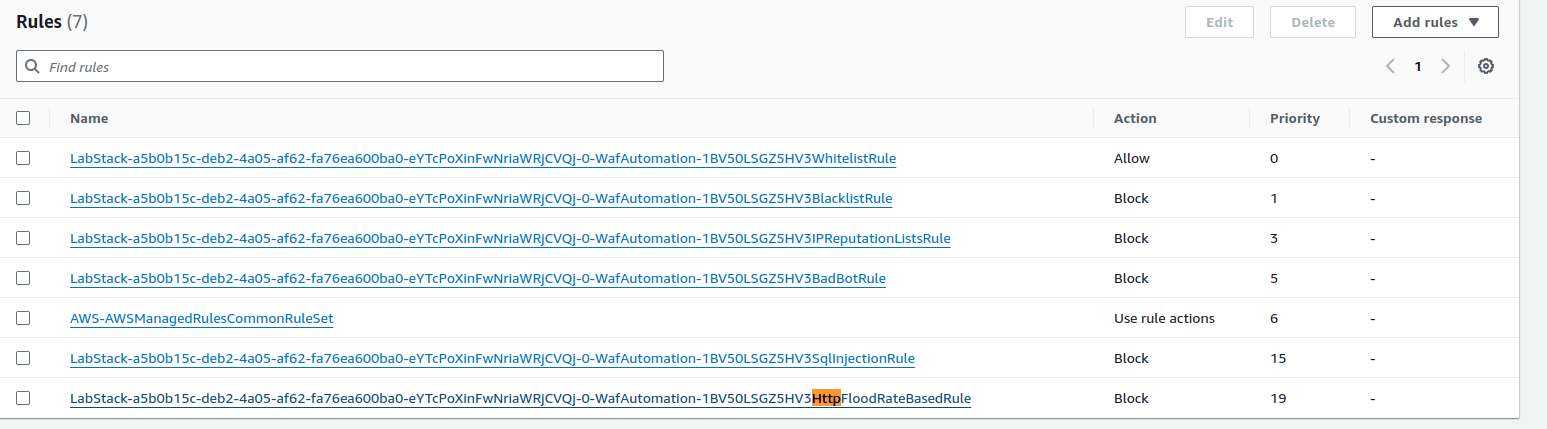 Rules (7)
Edit Delete Add rules
Find rules
1
Name Action Priority Custom response
LabStack-a5b0b15c-deb2-4a05-af62-fa76ea600ba0-eYTcPoXinFwNriaWRjCVQj-0-WafAutomation-1BV50LSGZ5HV3WhitelistRule Allow 0 -
LabStack-a5b0b15c-deb2-4a05-af62-fa76ea600ba0-eYTcPoXinFwNriaWRjCVQj-0-WafAutomation-1BV50LSGZ5HV3BlacklistRule Block 1 -
LabStack-a5b0b15c-deb2-4a05-af62-fa76ea600ba0-eYTcPoXinFwNriaWRjCVQj-0-WafAutomation-1BV50LSGZ5HV3IPReputationListsRule Block 3 -
LabStack-a5b0b15c-deb2-4a05-af62-fa76ea600ba0-eYTcPoXinFwNriaWRjCVQj-0-WafAutomation-1BV50LSGZ5HV3BadBotRule Block 5 -
AWS-AWSManagedRulesCommonRuleSet Use rule actions 6 -
LabStack-a5b0b15c-deb2-4a05-af62-fa76ea600ba0-eYTcPoXinFwNriaWRjCVQj-0-WafAutomation-1BV50LSGZ5HV3SqlInjectionRule Block 15 -
LabStack-a5b0b15c-deb2-4a05-af62-fa76ea600ba0-eYTcPoXinFwNriaWRjCVQj-0-WafAutomation-1BV50LSGZ5HV3HttpFloodRateBasedRule Block 19 -